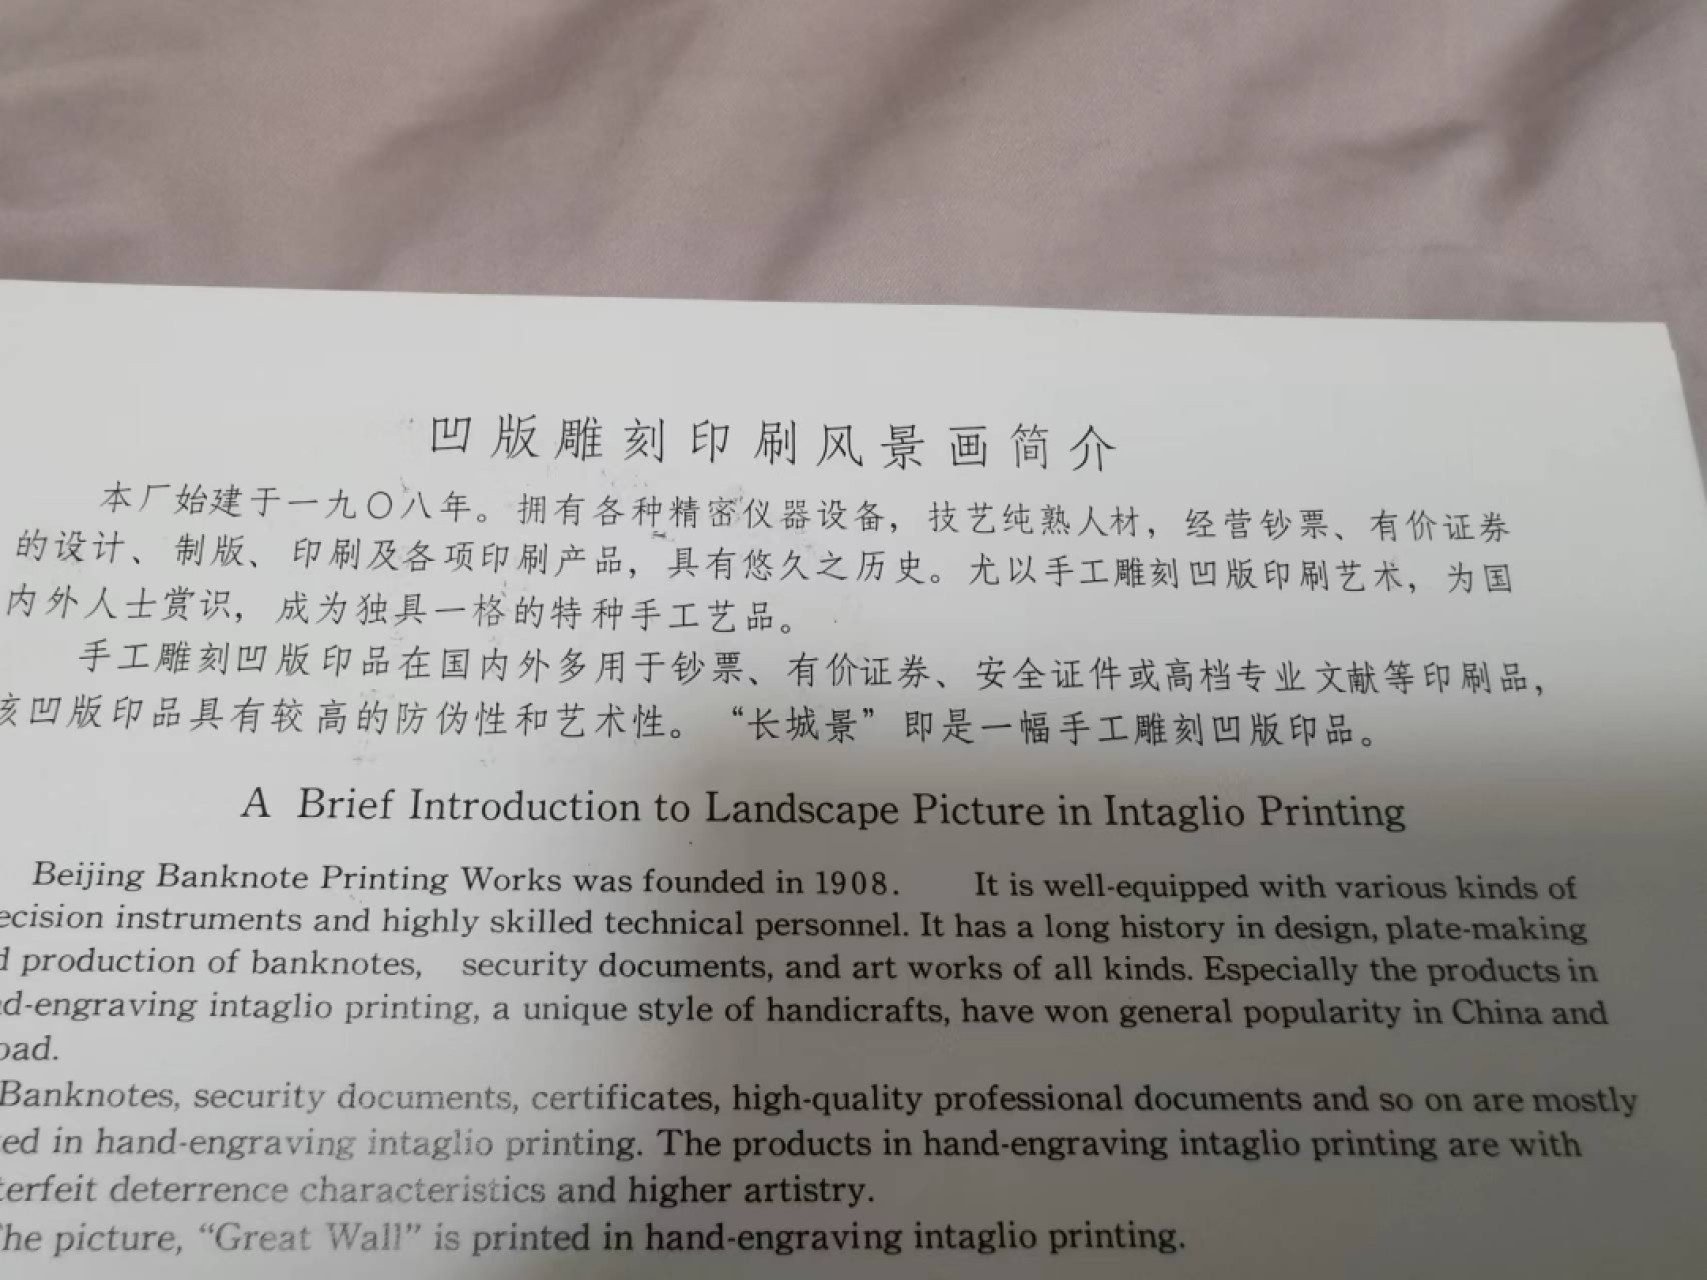 凹版雕刻印刷风景画简介
本厂始建于一九〇八年。拥有各种精密仪器设备，技艺纯熟人材，经营钞票、有价证券
的设计、制版、印刷及各项印刷产品，具有悠久之历史。尤以手工雕刻凹版印刷艺术，为国
内外人士赏识，成为独具一格的特种手工艺品。
手工雕刻凹版印品在国内外多用于钞票、有价证券、安全证件或高档专业文献等印刷品，
该凹版印品具有较高的防伪性和艺术性。“长城景”即是一幅手工雕刻凹版印品。
A Brief Introduction to Landscape Picture in Intaglio Printing
Beijing Banknote Printing Works was founded in 1908. It is well-equipped with various kinds of
ecision instruments and highly skilled technical personnel. It has a long history in design, plate-making
d production of banknotes, security documents, and art works of all kinds. Especially the products in
d-engraving intaglio printing, a unique style of handicrafts, have won general popularity in China and
oad.
Banknotes, security documents, certificates, high-quality professional documents and so on are mostly
ed in hand-engraving intaglio printing. The products in hand-engraving intaglio printing are with
terfeit deterrence characteristics and higher artistry.
he picture, “Great Wall” is printed in hand-engraving intaglio printing.